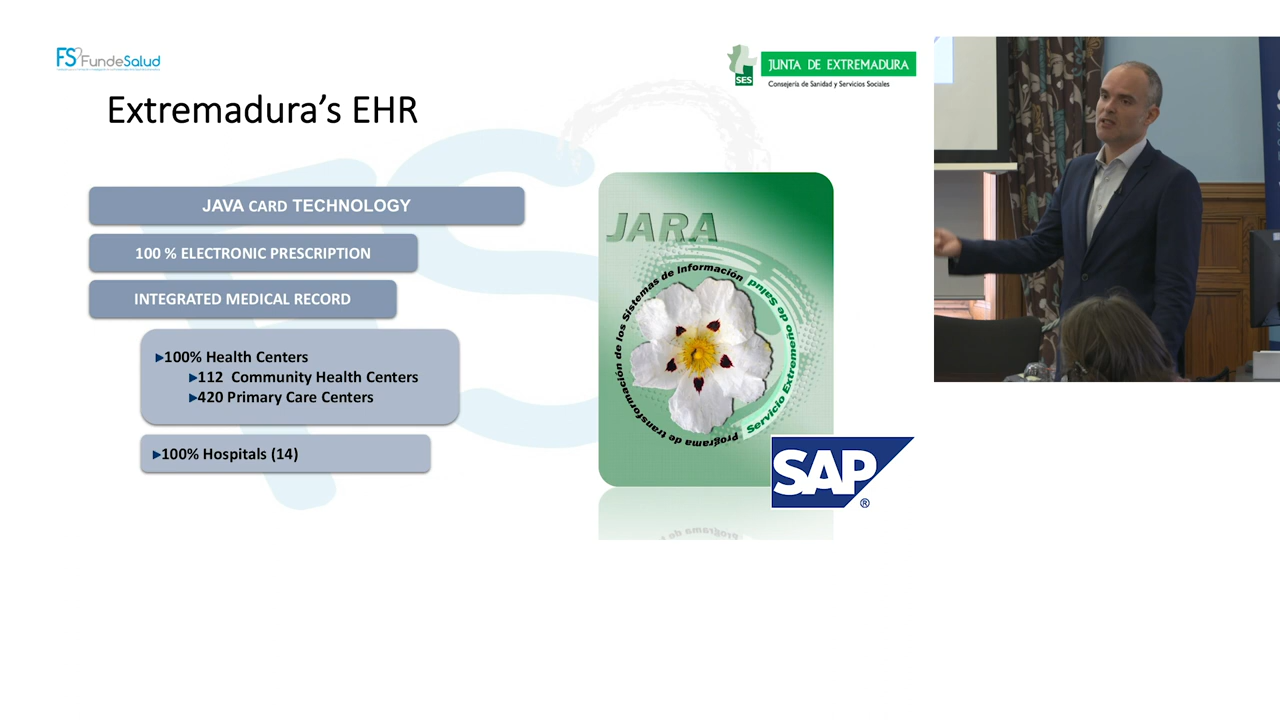 FS FundeSalud
SES
JUNTA DE EXTREMADURA
Consejería de Sanidad y Servicios Sociales
Extremadura's EHR
JAVA CARD TECHNOLOGY
100 % ELECTRONIC PRESCRIPTION
INTEGRATED MEDICAL RECORD
100% Health Centers
112 Community Health Centers
420 Primary Care Centers
100% Hospitals (14)
JARA
Programa de transformación de los Sistemas de Información
Servicio Extremeño de Salud
SAP®